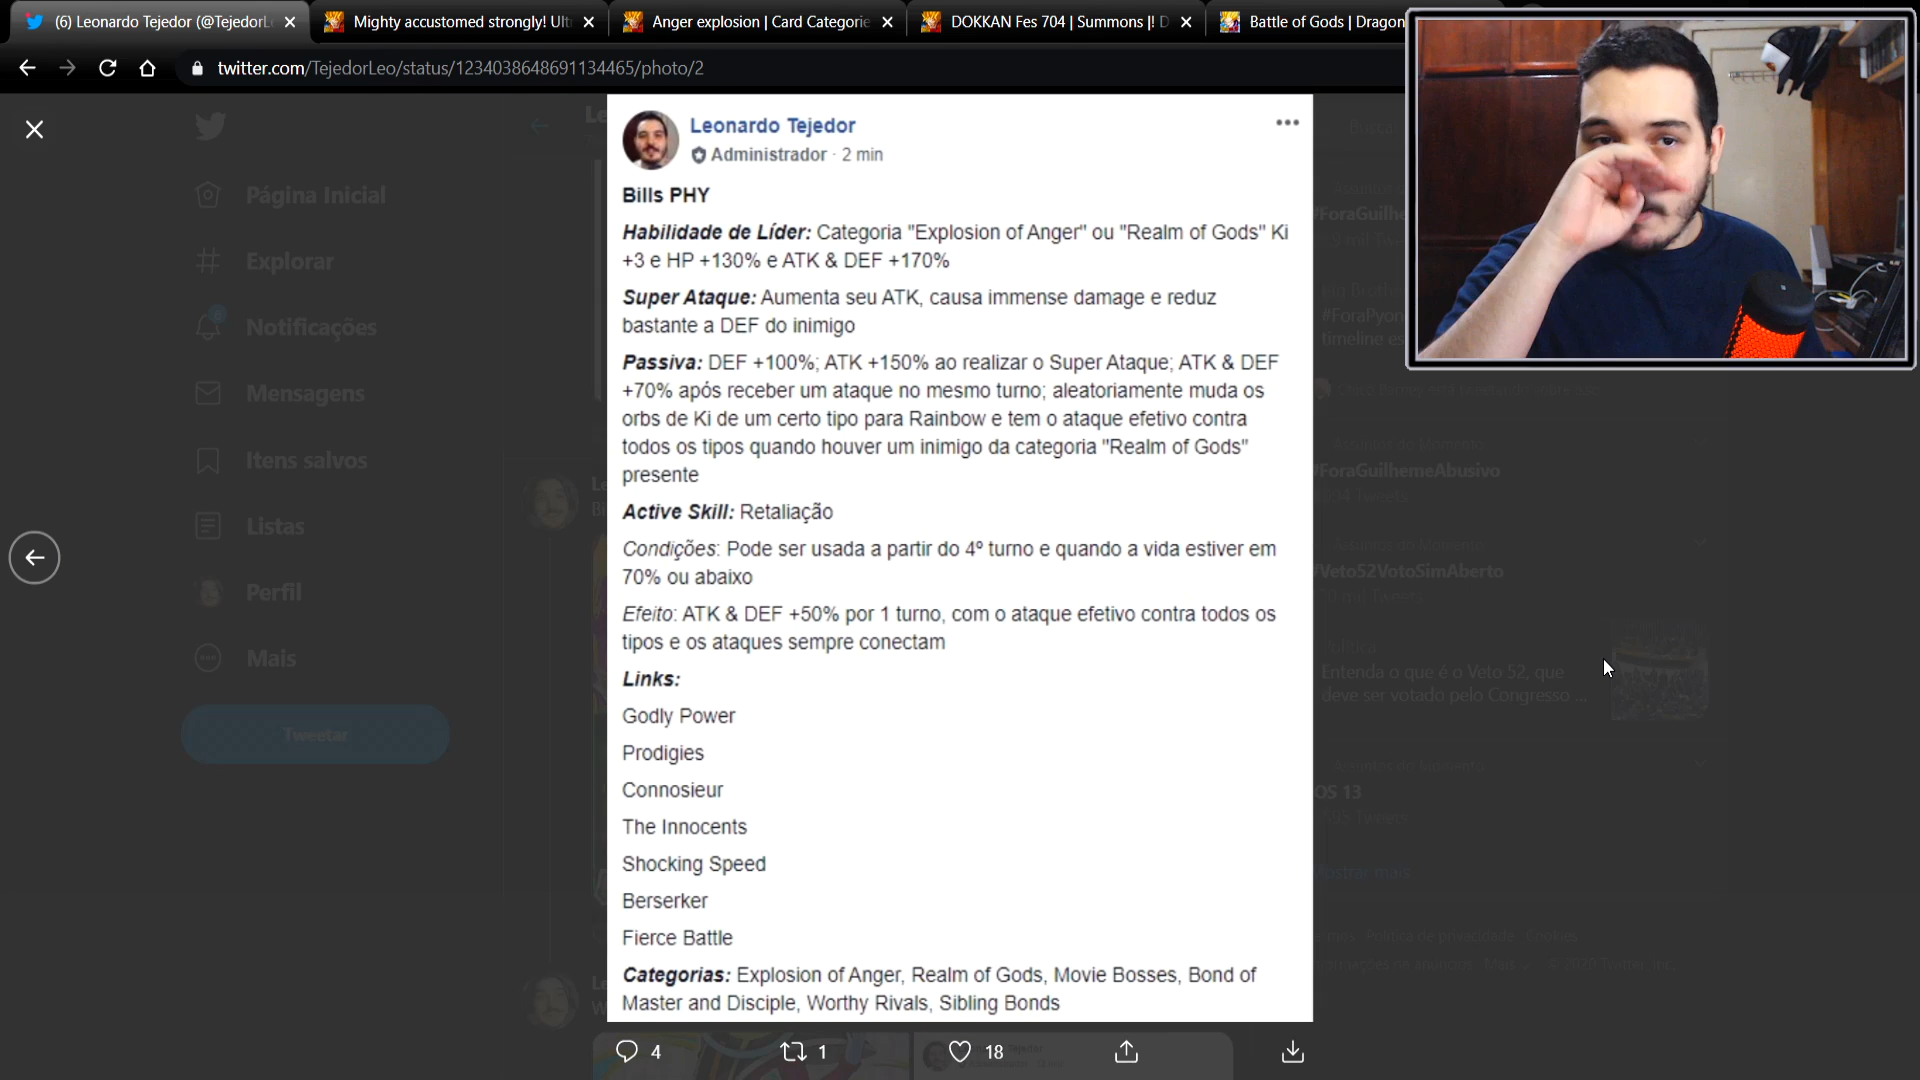 (6) Leonardo Tejedor (@TejedorL
Mighty accustomed strongly! Ult
Anger explosion | Card Categorie
DOKKAN Fes 704 | Summons |! D
Battle of Gods | Dragon
twitter.com/TejedorLeo/status/1234038648691134465/photo/2
Página Inicial
Explorar
Notificações
Mensagens
Itens salvos
Listas
Perfil
Mais
Tweetar
Leonardo Tejedor
Administrador · 2 min
Bills PHY
Habilidade de Líder: Categoria "Explosion of Anger" ou "Realm of Gods" Ki
+3 e HP +130% e ATK & DEF +170%
Super Ataque: Aumenta seu ATK, causa immense damage e reduz
bastante a DEF do inimigo
Passiva: DEF +100%; ATK +150% ao realizar o Super Ataque; ATK & DEF
+70% após receber um ataque no mesmo turno; aleatoriamente muda os
orbs de Ki de um certo tipo para Rainbow e tem o ataque efetivo contra
todos os tipos quando houver um inimigo da categoria "Realm of Gods"
presente
Active Skill: Retaliação
Condições: Pode ser usada a partir do 4º turno e quando a vida estiver em
70% ou abaixo
Efeito: ATK & DEF +50% por 1 turno, com o ataque efetivo contra todos os
tipos e os ataques sempre conectam
Links:
Godly Power
Prodigies
Connosieur
The Innocents
Shocking Speed
Berserker
Fierce Battle
Categorias: Explosion of Anger, Realm of Gods, Movie Bosses, Bond of
Master and Disciple, Worthy Rivals, Sibling Bonds
4
1
18
#ForaGuilhe
#ForaPyon
timeline es
#ForaGuilhemeAbusivo
#Veto52VotoSimAberto
Entenda o que é o Veto 52, que
deve ser votado pelo Congresso ...
OS 13
Mostrar mais